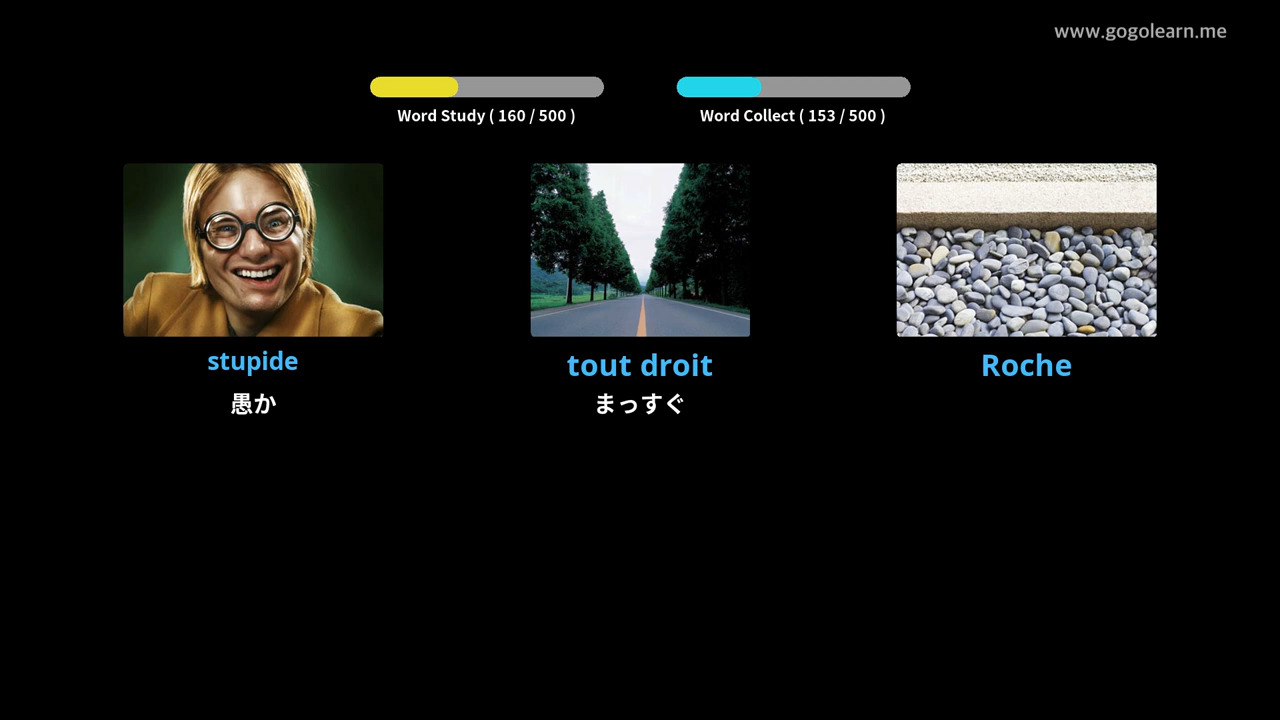 www.gogolearn.me
Word Study ( 160 / 500 )
Word Collect ( 153 / 500 )
stupide
愚か
tout droit
まっすぐ
Roche